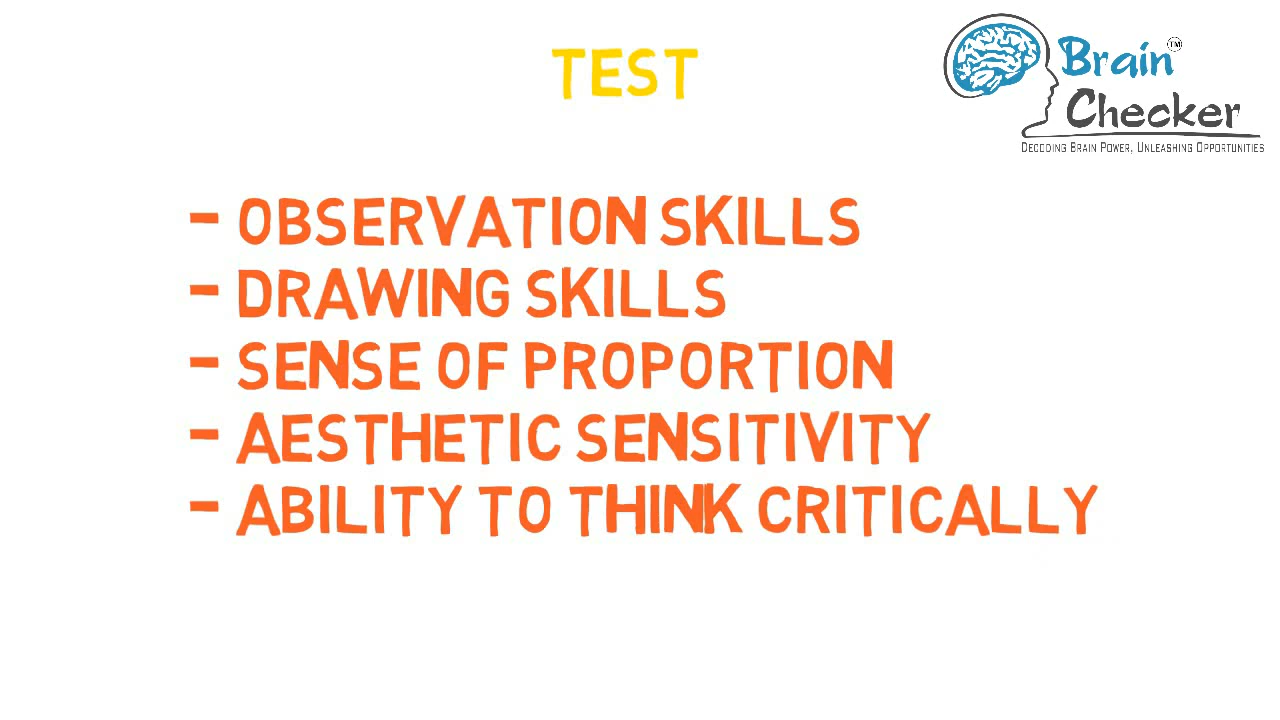 TEST
Brain™
Checker
DECODING BRAIN POWER, UNLEASHING OPPORTUNITIES
- OBSERVATION SKILLS
- DRAWING SKILLS
- SENSE OF PROPORTION
- AESTHETIC SENSITIVITY
- ABILITY TO THINK CRITICALLY